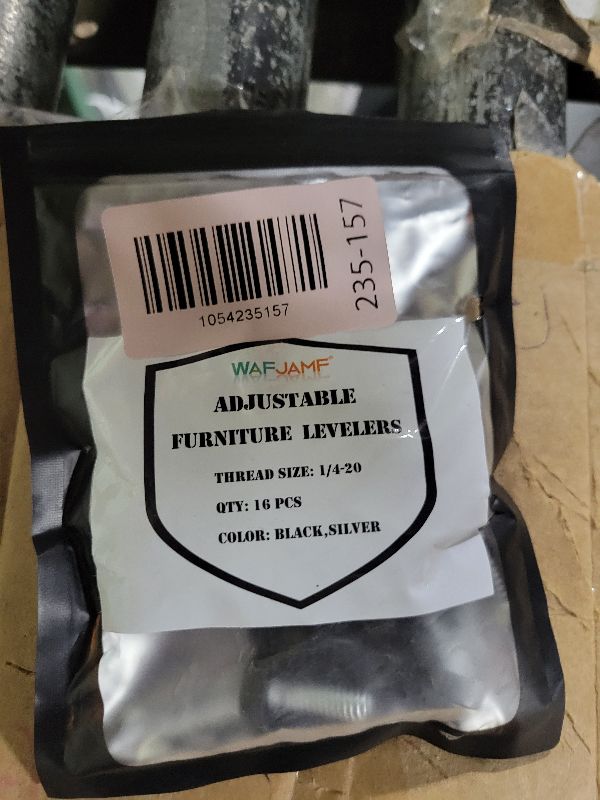 1054235157
235-157
WAFJAMF®
ADJUSTABLE
FURNITURE LEVELERS
THREAD SIZE: 1/4-20
QTY: 16 PCS
COLOR: BLACK,SILVER